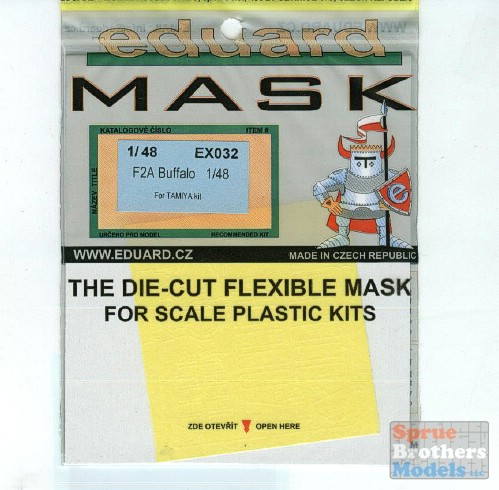 eduard
MASK
KATALOGOVÉ ČÍSLO ITEM #
1/48 EX032
F2A Buffalo 1/48
For TAMIYA kit
NÁZEV TITLE
URČENO PRO MODEL RECOMMENDED KIT
e
WWW.EDUARD.CZ MADE IN CZECH REPUBLIC
THE DIE-CUT FLEXIBLE MASK
FOR SCALE PLASTIC KITS
ZDE OTEVŘÍT OPEN HERE
Sprue
Brothers
Models LLC